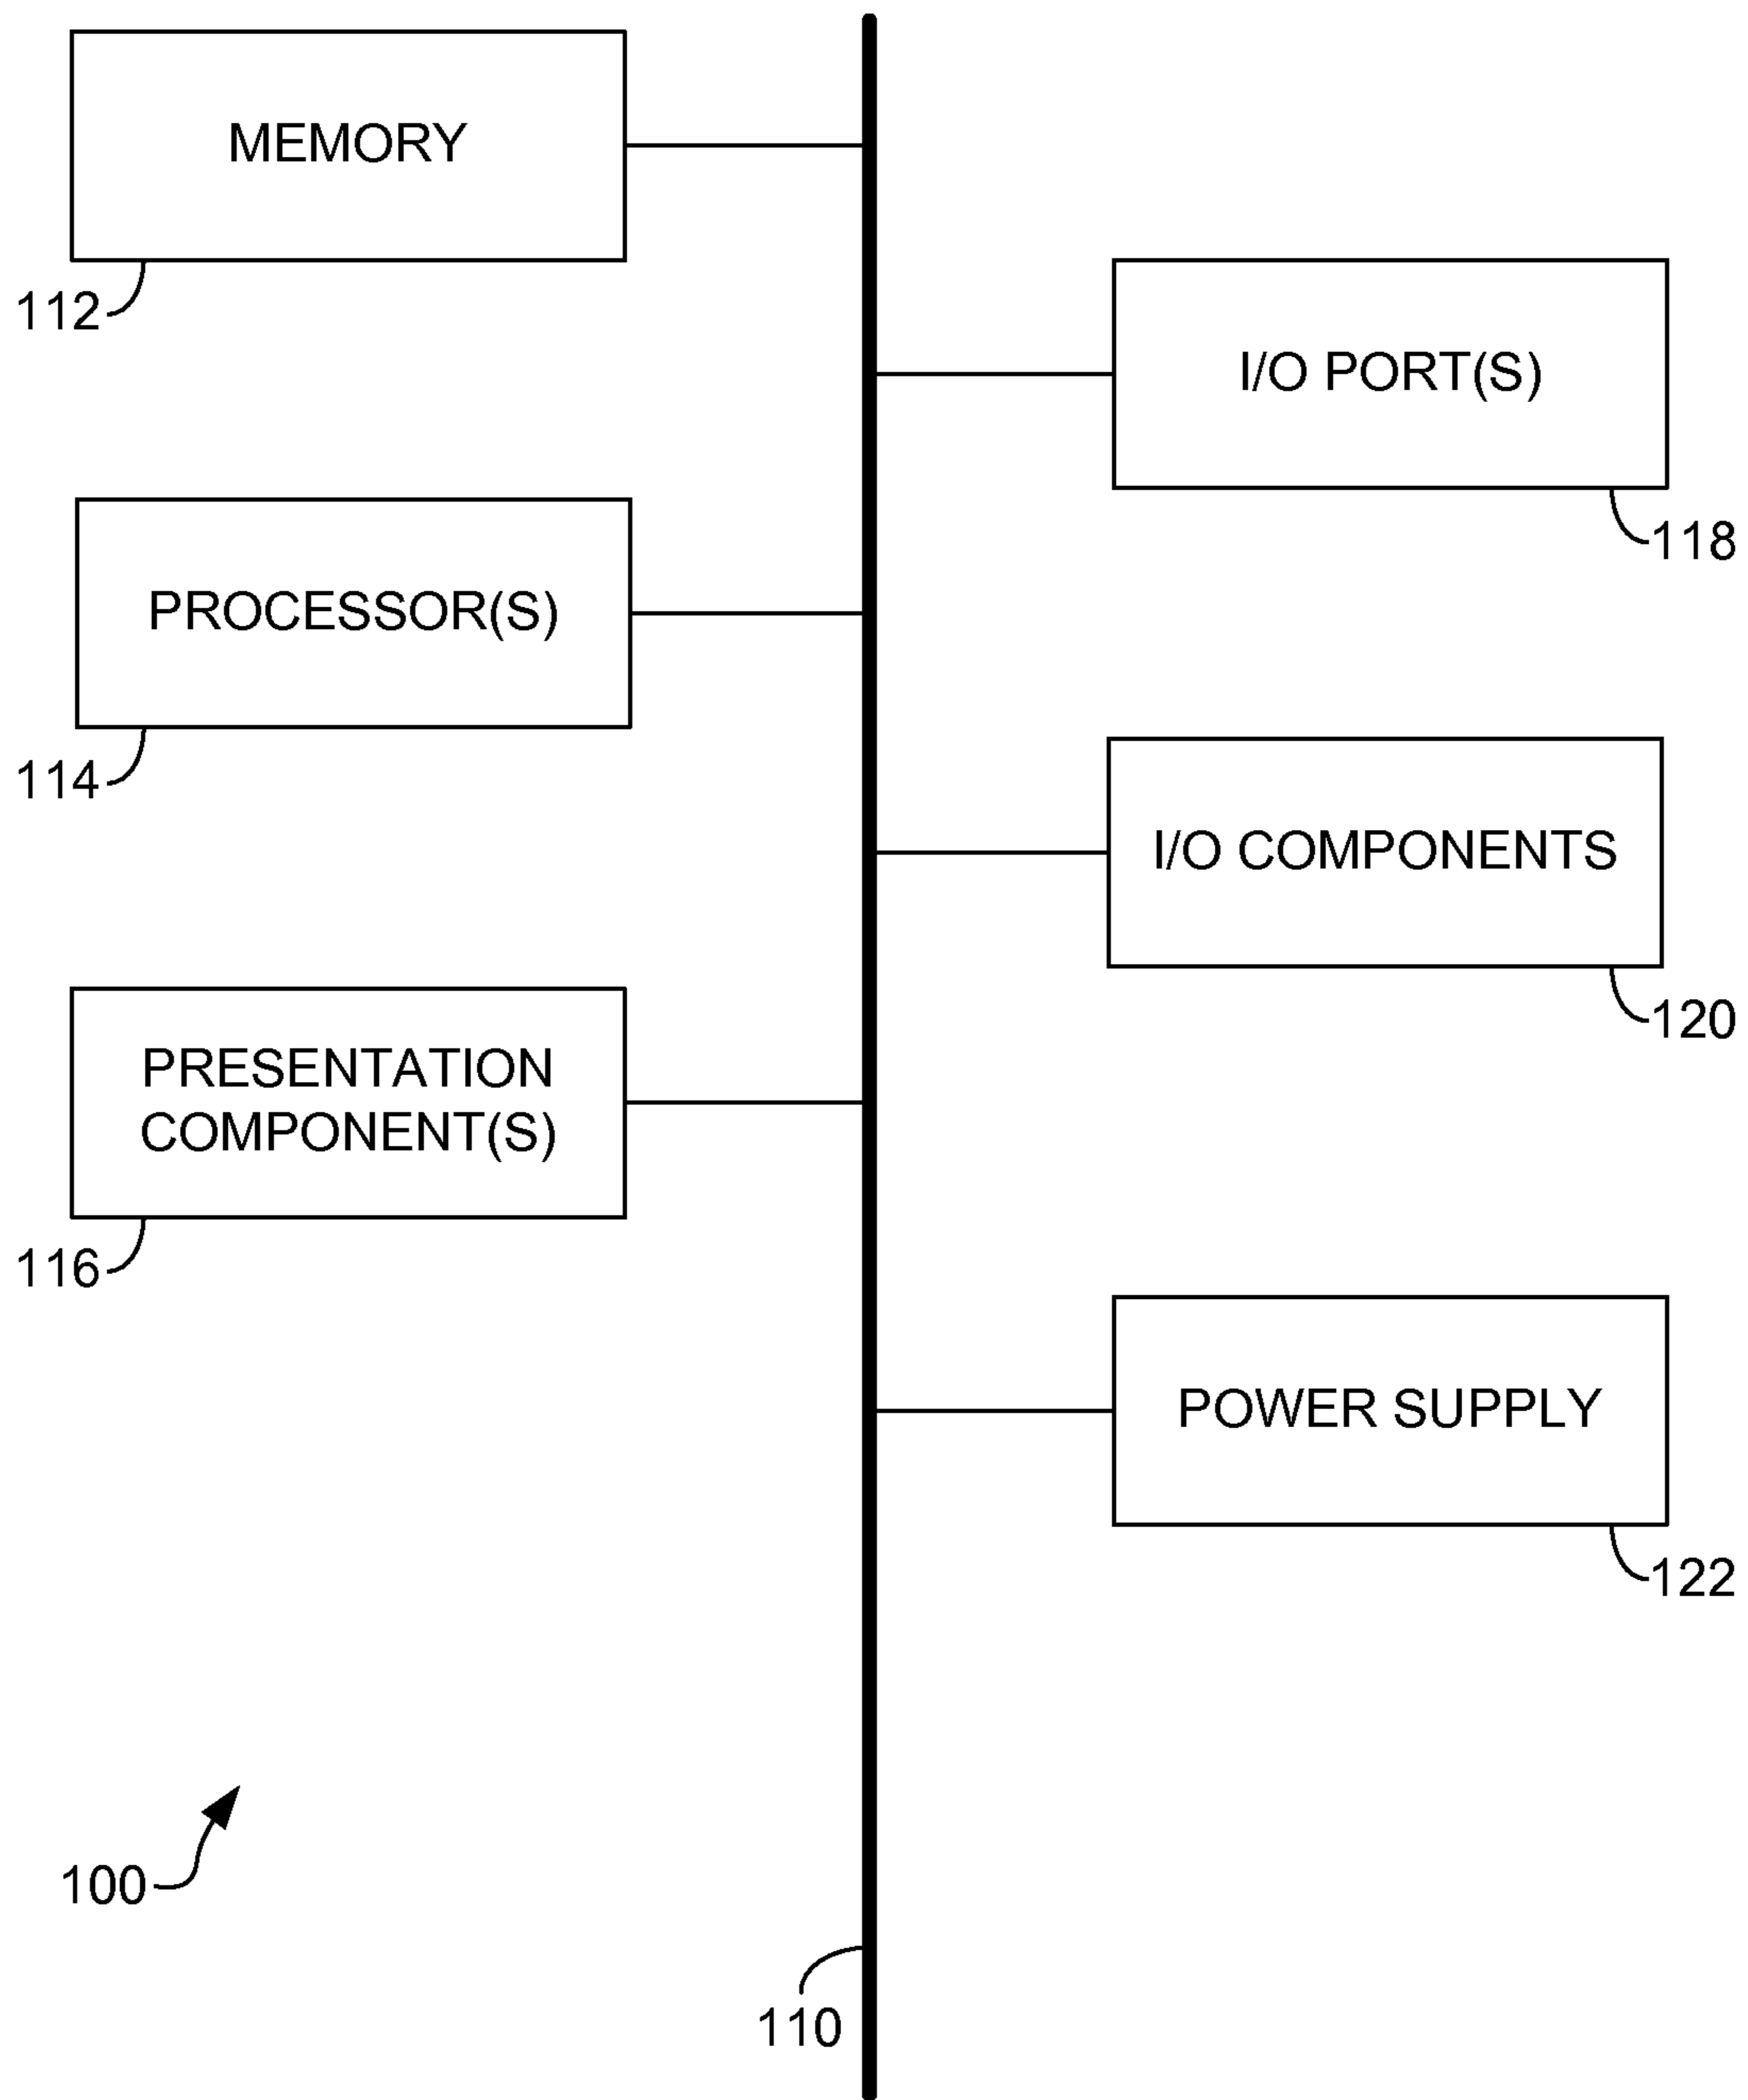 MEMORY
112
I/O PORT(S)
118
PROCESSOR(S)
114
I/O COMPONENTS
120
PRESENTATION
COMPONENT(S)
116
POWER SUPPLY
122
100
110